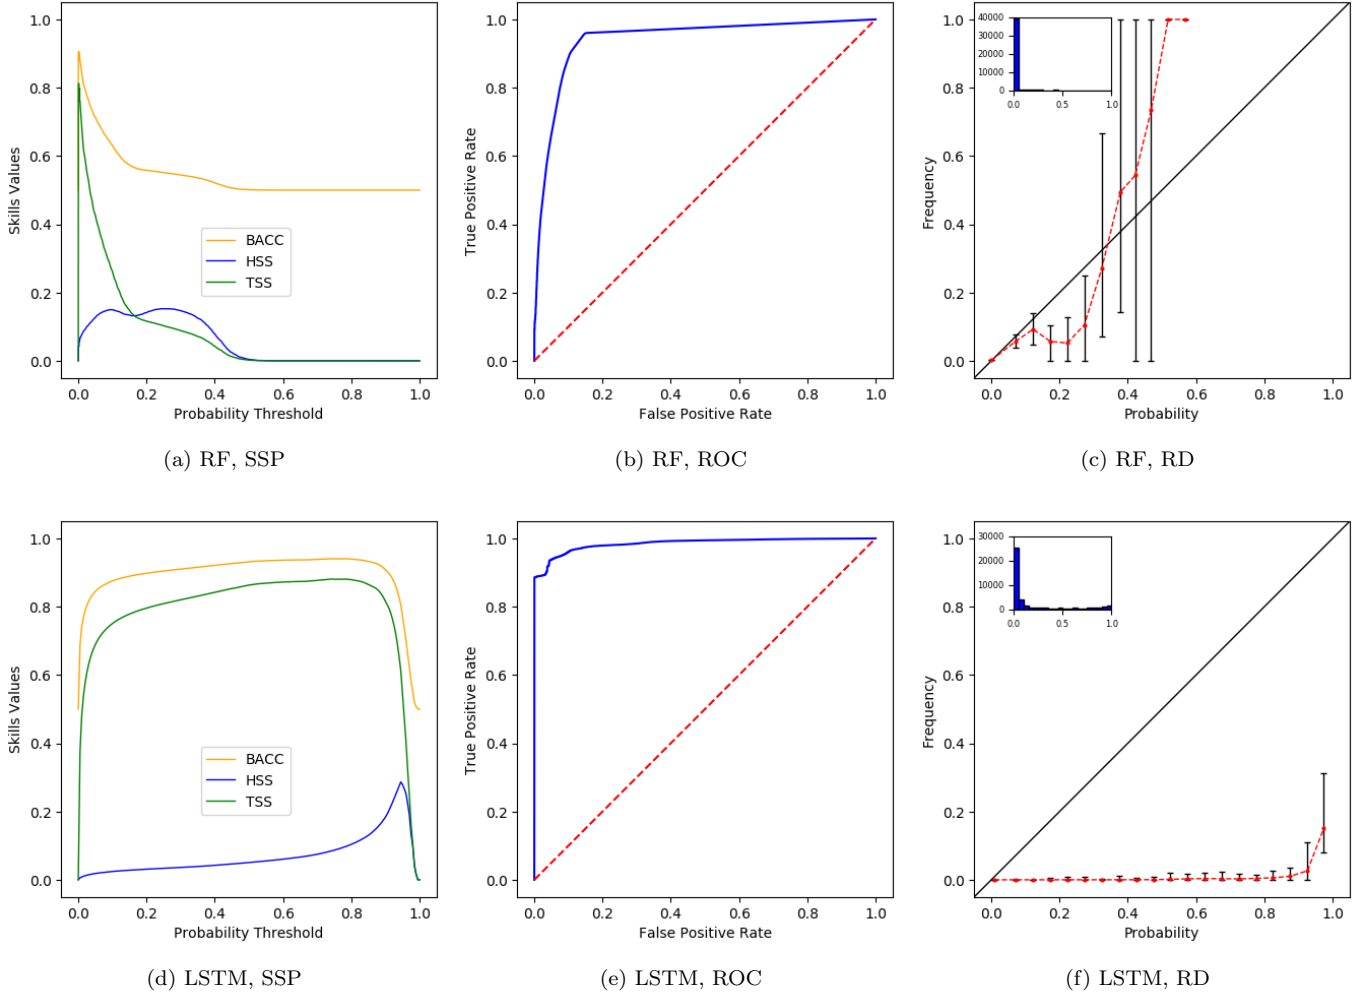 1.0
0.8
0.6
0.4
0.2
0.0
Skills Values
BACC
HSS
TSS
0.0 0.2 0.4 0.6 0.8 1.0
Probability Threshold
(a) RF, SSP
1.0
0.8
0.6
0.4
0.2
0.0
True Positive Rate
0.0 0.2 0.4 0.6 0.8 1.0
False Positive Rate
(b) RF, ROC
1.0
0.8
0.6
0.4
0.2
0.0
Frequency
40000
30000
20000
10000
0
0.0 0.5 1.0
0.0 0.2 0.4 0.6 0.8 1.0
Probability
(c) RF, RD
1.0
0.8
0.6
0.4
0.2
0.0
Skills Values
BACC
HSS
TSS
0.0 0.2 0.4 0.6 0.8 1.0
Probability Threshold
(d) LSTM, SSP
1.0
0.8
0.6
0.4
0.2
0.0
True Positive Rate
0.0 0.2 0.4 0.6 0.8 1.0
False Positive Rate
(e) LSTM, ROC
1.0
0.8
0.6
0.4
0.2
0.0
Frequency
30000
20000
10000
0
0.0 0.5 1.0
0.0 0.2 0.4 0.6 0.8 1.0
Probability
(f) LSTM, RD